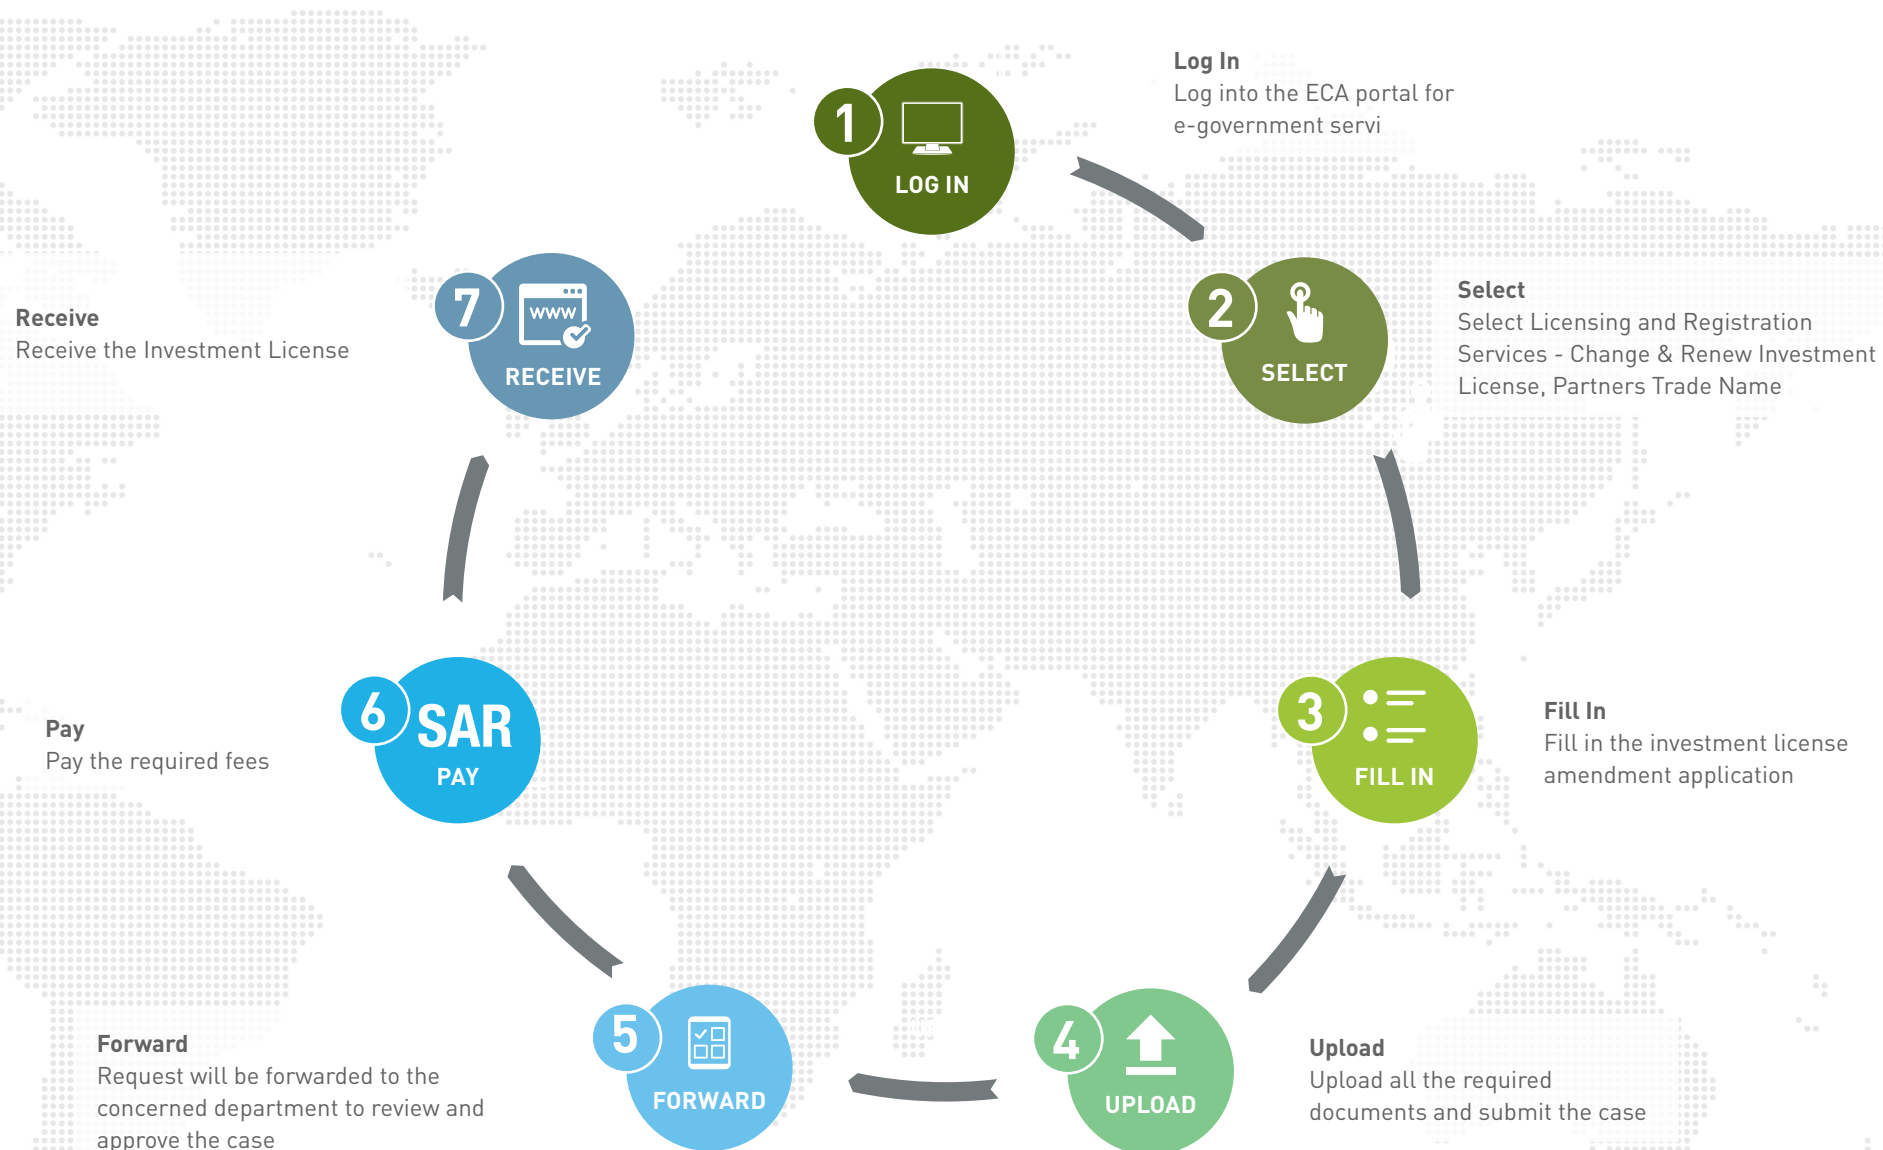 1
LOG IN
Log In
Log into the ECA portal for
e-government servi
2
SELECT
Select
Select Licensing and Registration
Services - Change & Renew Investment
License, Partners Trade Name
3
FILL IN
Fill In
Fill in the investment license
amendment application
4
UPLOAD
Upload
Upload all the required
documents and submit the case
5
FORWARD
Forward
Request will be forwarded to the
concerned department to review and
approve the case
6
SAR
PAY
Pay
Pay the required fees
7
WWW
RECEIVE
Receive
Receive the Investment License